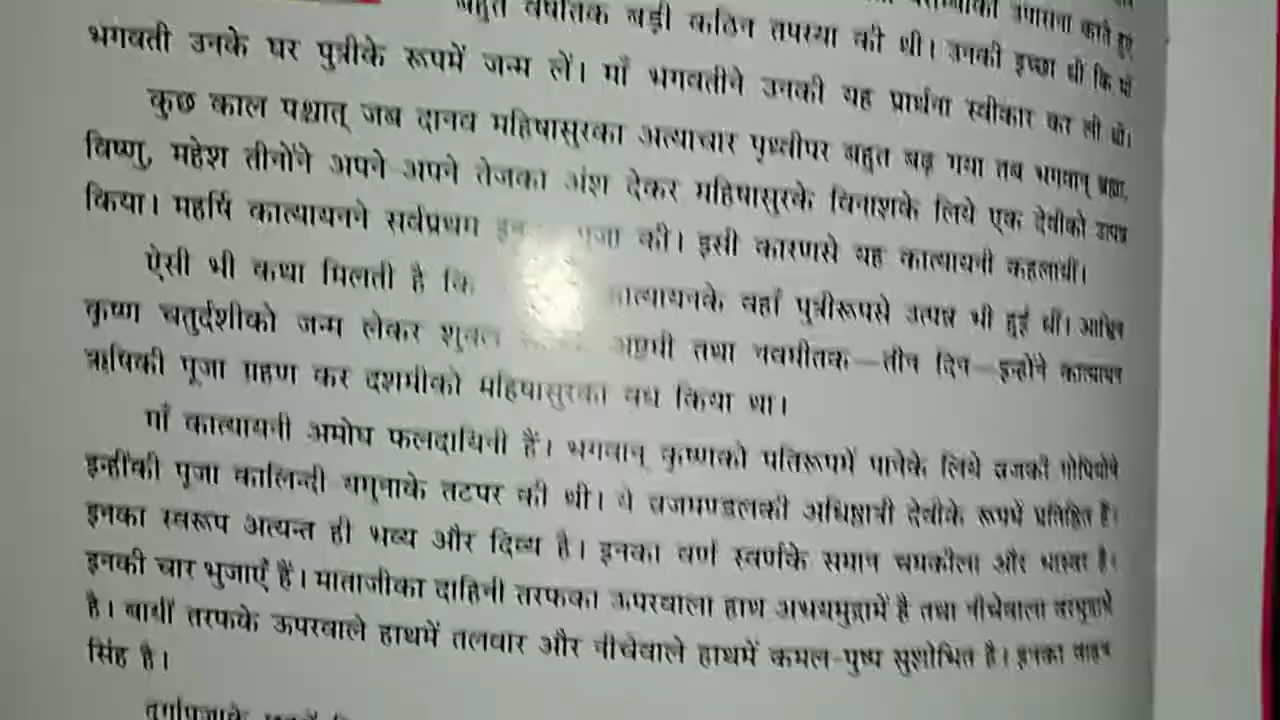 उपासना करते हुए
बहुत वर्षोंतक बड़ी कठिन तपस्या की थी। उनकी इच्छा थी कि माँ
भगवती उनके घर पुत्रीके रूपमें जन्म लें। माँ भगवतीने उनकी यह प्रार्थना स्वीकार कर ली थी।
कुछ काल पश्चात् जब दानव महिषासुरका अत्याचार पृथ्वीपर बहुत बढ़ गया तब भगवान् ब्रह्मा,
विष्णु, महेश तीनोंने अपने अपने तेजका अंश देकर महिषासुरके विनाशके लिये एक देवीको उत्पन्न
किया। महर्षि कात्यायनने सर्वप्रथम पूजा की। इसी कारणसे यह कात्यायनी कहलायीं।
ऐसी भी कथा मिलती है कि कात्यायनके वहाँ पुत्रीरूपसे उत्पन्न भी हुई थीं। आश्विन
कृष्ण चतुर्दशीको जन्म लेकर शुक्ल अष्टमी तथा नवमीतक—तीन दिन—इन्होंने कात्यायन
ऋषिकी पूजा ग्रहण कर दशमीको महिषासुरका वध किया था।
माँ कात्यायनी अमोघ फलदायिनी हैं। भगवान् कृष्णको पतिरूपमें पानेके लिये व्रजकी गोपियोंने
इन्हींकी पूजा कालिन्दी यमुनाके तटपर की थी। ये व्रजमण्डलकी अधिष्ठात्री देवीके रूपमें प्रतिष्ठित हैं।
इनका स्वरूप अत्यन्त ही भव्य और दिव्य है। इनका वर्ण स्वर्णके समान चमकीला और भास्वर है।
इनकी चार भुजाएँ हैं। माताजीका दाहिनी तरफका ऊपरवाला हाथ अभयमुद्रामें है तथा नीचेवाला वरमुद्रामें
है। बायीं तरफके ऊपरवाले हाथमें तलवार और नीचेवाले हाथमें कमल-पुष्प सुशोभित है। इनका वाहन
सिंह है।
दुर्गापूजाके